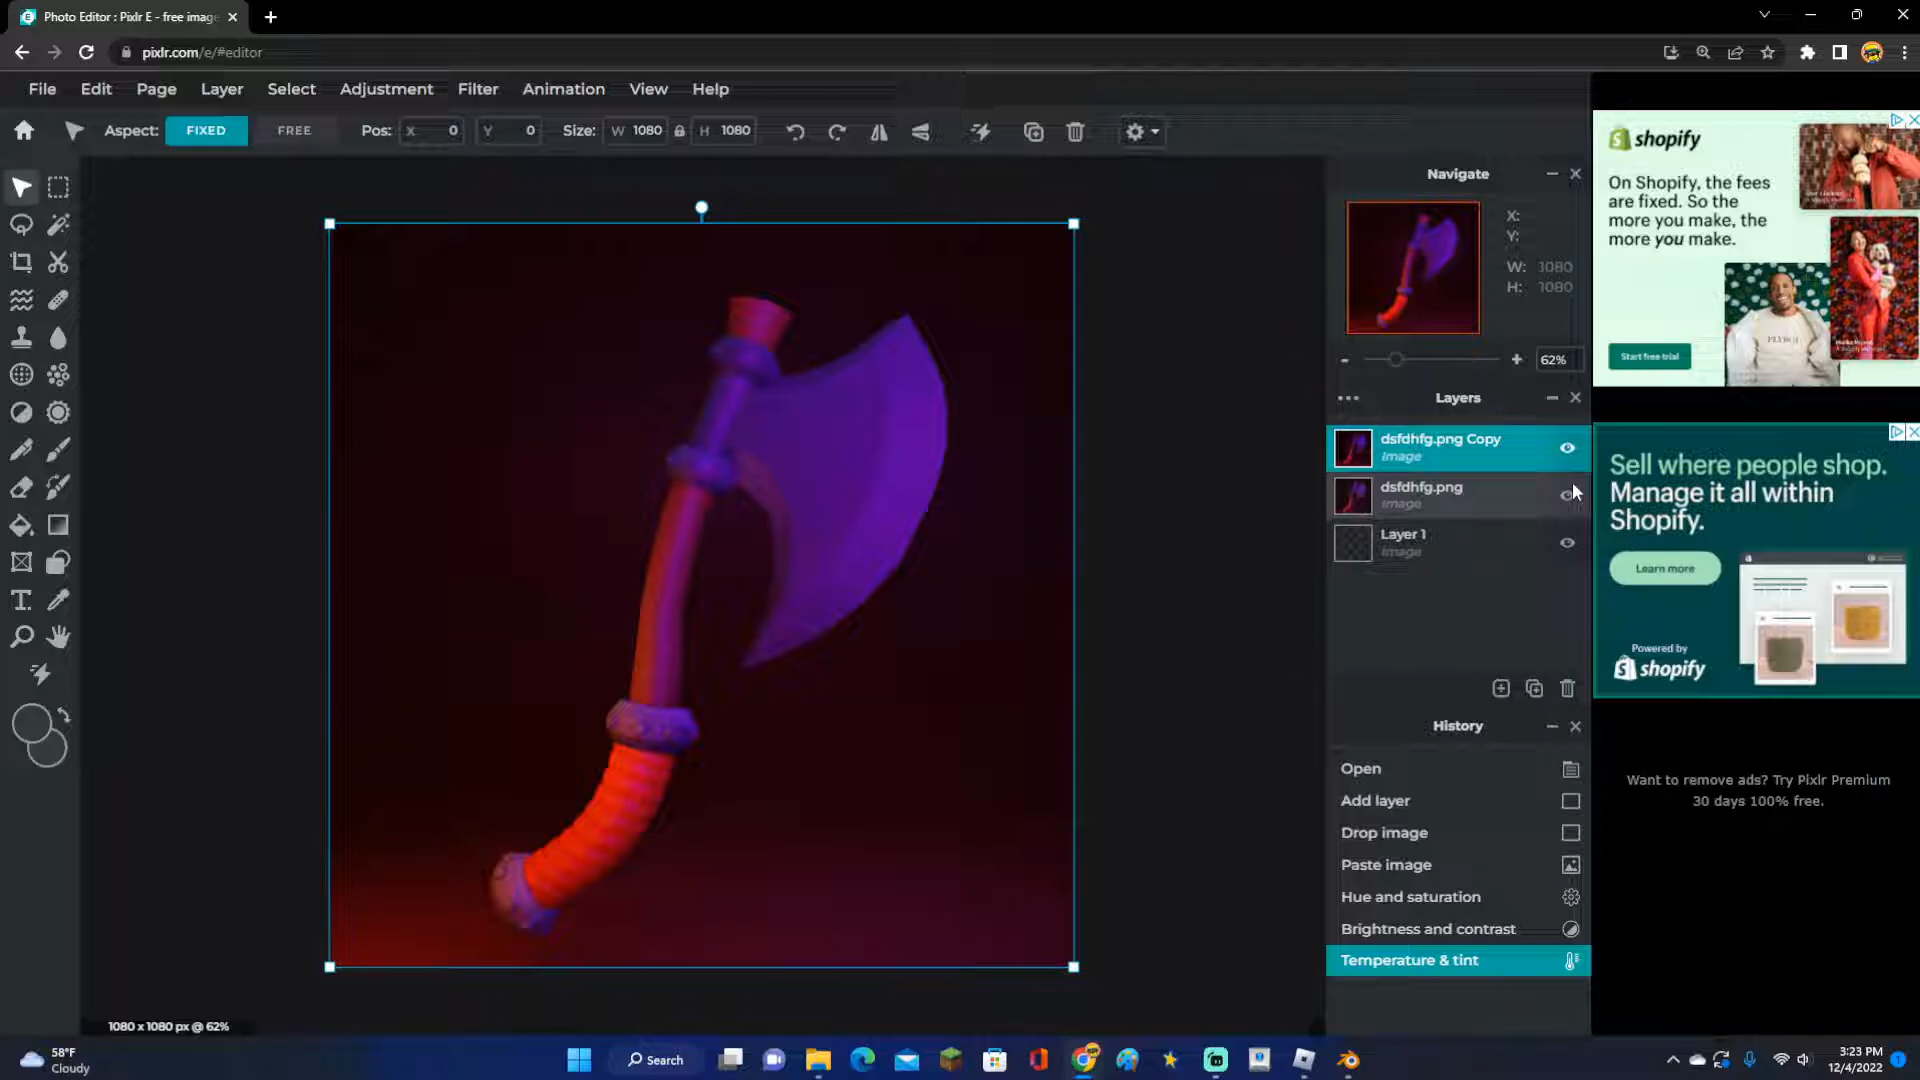 Photo Editor : Pixlr E - free image
pixlr.com/e/#editor
File Edit Page Layer Select Adjustment Filter Animation View Help
Aspect: FIXED FREE Pos: X 0 Y 0 Size: W 1080 H 1080
Navigate
X:
Y:
W: 1080
H: 1080
62%
Layers
dsfdhfg.png Copy
Image
dsfdhfg.png
Image
Layer 1
Image
History
Open
Add layer
Drop image
Paste image
Hue and saturation
Brightness and contrast
Temperature & tint
shopify
On Shopify, the fees
are fixed. So the
more you make, the
more you make.
Start free trial
Sell where people shop.
Manage it all within
Shopify.
Learn more
Powered by
shopify
Want to remove ads? Try Pixlr Premium
30 days 100% free.
1080 x 1080 px @ 62%
58°F
Cloudy
Search
3:23 PM
12/4/2022
1